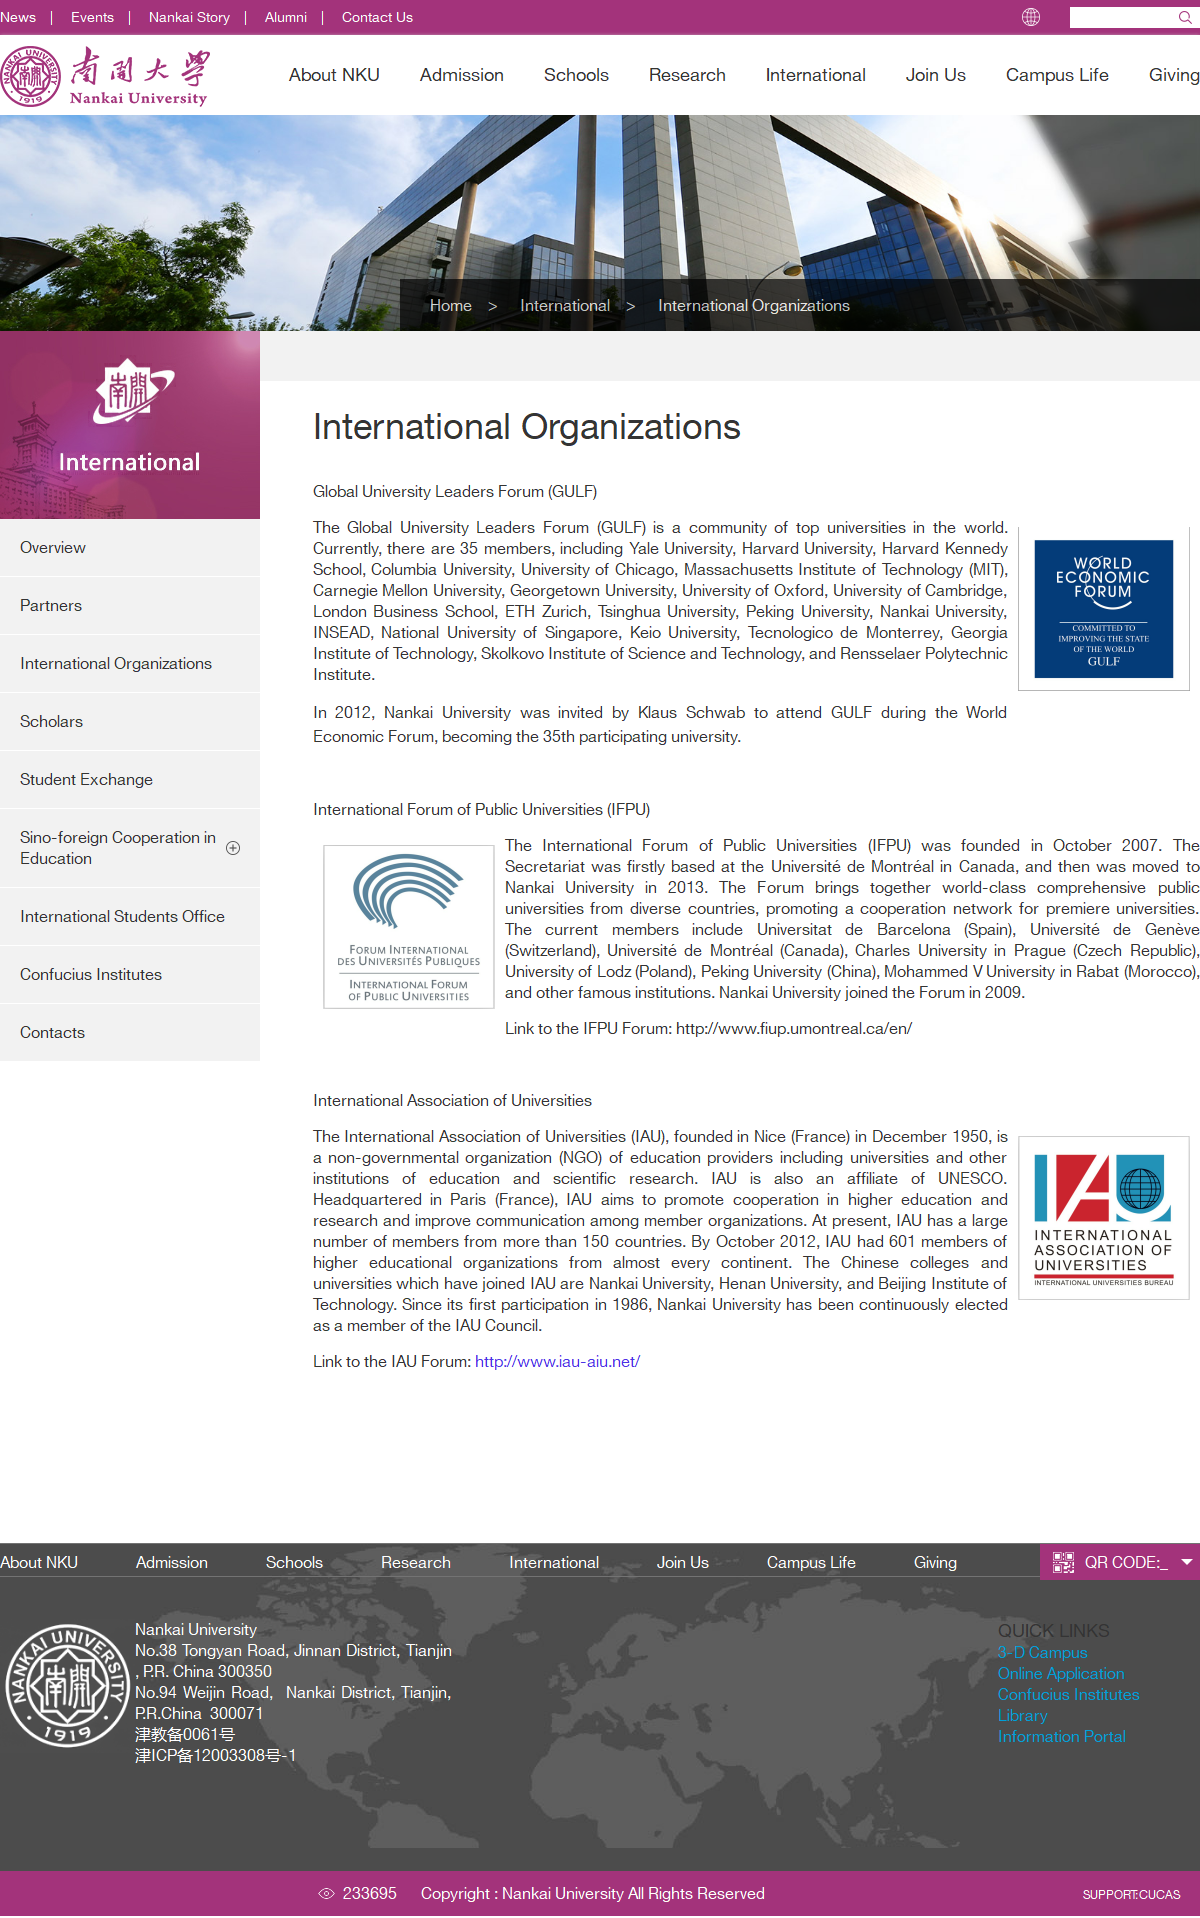 News | Events | Nankai Story | Alumni | Contact Us
南開大學
Nankai University
NANKAI UNIVERSITY
1919
About NKU Admission Schools Research International Join Us Campus Life Giving
Home > International > International Organizations
南開
International
Overview
Partners
International Organizations
Scholars
Student Exchange
Sino-foreign Cooperation in
Education
International Students Office
Confucius Institutes
Contacts
International Organizations
Global University Leaders Forum (GULF)
The Global University Leaders Forum (GULF) is a community of top universities in the world.
Currently, there are 35 members, including Yale University, Harvard University, Harvard Kennedy
School, Columbia University, University of Chicago, Massachusetts Institute of Technology (MIT),
Carnegie Mellon University, Georgetown University, University of Oxford, University of Cambridge,
London Business School, ETH Zurich, Tsinghua University, Peking University, Nankai University,
INSEAD, National University of Singapore, Keio University, Tecnologico de Monterrey, Georgia
Institute of Technology, Skolkovo Institute of Science and Technology, and Rensselaer Polytechnic
Institute.
WORLD
ECONOMIC
FORUM
COMMITTED TO
IMPROVING THE STATE
OF THE WORLD
GULF
In 2012, Nankai University was invited by Klaus Schwab to attend GULF during the World
Economic Forum, becoming the 35th participating university.
International Forum of Public Universities (IFPU)
FORUM INTERNATIONAL
DES UNIVERSITÉS PUBLIQUES
INTERNATIONAL FORUM
OF PUBLIC UNIVERSITIES
The International Forum of Public Universities (IFPU) was founded in October 2007. The
Secretariat was firstly based at the Université de Montréal in Canada, and then was moved to
Nankai University in 2013. The Forum brings together world-class comprehensive public
universities from diverse countries, promoting a cooperation network for premiere universities.
The current members include Universitat de Barcelona (Spain), Université de Genève
(Switzerland), Université de Montréal (Canada), Charles University in Prague (Czech Republic),
University of Lodz (Poland), Peking University (China), Mohammed V University in Rabat (Morocco),
and other famous institutions. Nankai University joined the Forum in 2009.
Link to the IFPU Forum: http://www.fiup.umontreal.ca/en/
International Association of Universities
The International Association of Universities (IAU), founded in Nice (France) in December 1950, is
a non-governmental organization (NGO) of education providers including universities and other
institutions of education and scientific research. IAU is also an affiliate of UNESCO.
Headquartered in Paris (France), IAU aims to promote cooperation in higher education and
research and improve communication among member organizations. At present, IAU has a large
number of members from more than 150 countries. By October 2012, IAU had 601 members of
higher educational organizations from almost every continent. The Chinese colleges and
universities which have joined IAU are Nankai University, Henan University, and Beijing Institute of
Technology. Since its first participation in 1986, Nankai University has been continuously elected
as a member of the IAU Council.
IAU
INTERNATIONAL
ASSOCIATION OF
UNIVERSITIES
INTERNATIONAL UNIVERSITIES BUREAU
Link to the IAU Forum: http://www.iau-aiu.net/
About NKU Admission Schools Research International Join Us Campus Life Giving
QR CODE:_
NANKAI UNIVERSITY
南開
1919
Nankai University
No.38 Tongyan Road, Jinnan District, Tianjin
, P.R. China 300350
No.94 Weijin Road, Nankai District, Tianjin,
P.R.China 300071
津教备0061号
津ICP备12003308号-1
QUICK LINKS
3-D Campus
Online Application
Confucius Institutes
Library
Information Portal
233695 Copyright : Nankai University All Rights Reserved
SUPPORT:CUCAS